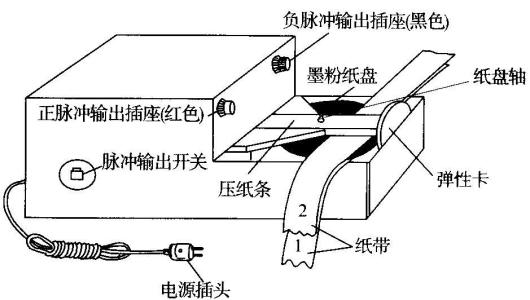 负脉冲输出插座(黑色)
墨粉纸盘
纸盘轴
正脉冲输出插座(红色)
脉冲输出开关
压纸条
弹性卡
2
1
纸带
电源插头